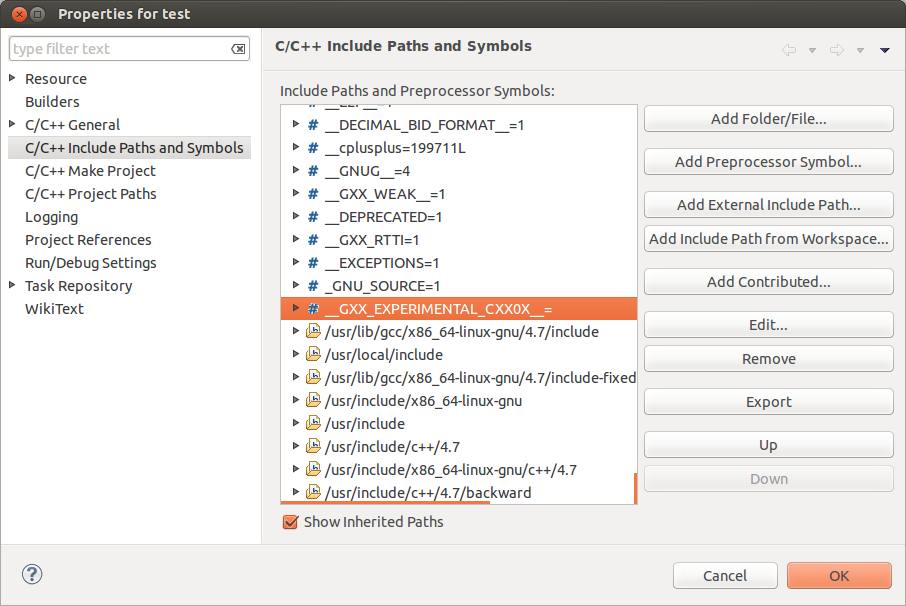 Properties for test
type filter text
Resource
Builders
C/C++ General
C/C++ Include Paths and Symbols
C/C++ Make Project
C/C++ Project Paths
Logging
Project References
Run/Debug Settings
Task Repository
WikiText
C/C++ Include Paths and Symbols
Include Paths and Preprocessor Symbols:
# __DECIMAL_BID_FORMAT__=1
# __cplusplus=199711L
# __GNUG__=4
# __GXX_WEAK__=1
# __DEPRECATED=1
# __GXX_RTTI=1
# __EXCEPTIONS=1
# _GNU_SOURCE=1
# __GXX_EXPERIMENTAL_CXX0X__=
/usr/lib/gcc/x86_64-linux-gnu/4.7/include
/usr/local/include
/usr/lib/gcc/x86_64-linux-gnu/4.7/include-fixed
/usr/include/x86_64-linux-gnu
/usr/include
/usr/include/c++/4.7
/usr/include/x86_64-linux-gnu/c++/4.7
/usr/include/c++/4.7/backward
Show Inherited Paths
Add Folder/File...
Add Preprocessor Symbol...
Add External Include Path...
Add Include Path from Workspace...
Add Contributed...
Edit...
Remove
Export
Up
Down
?
Cancel
OK